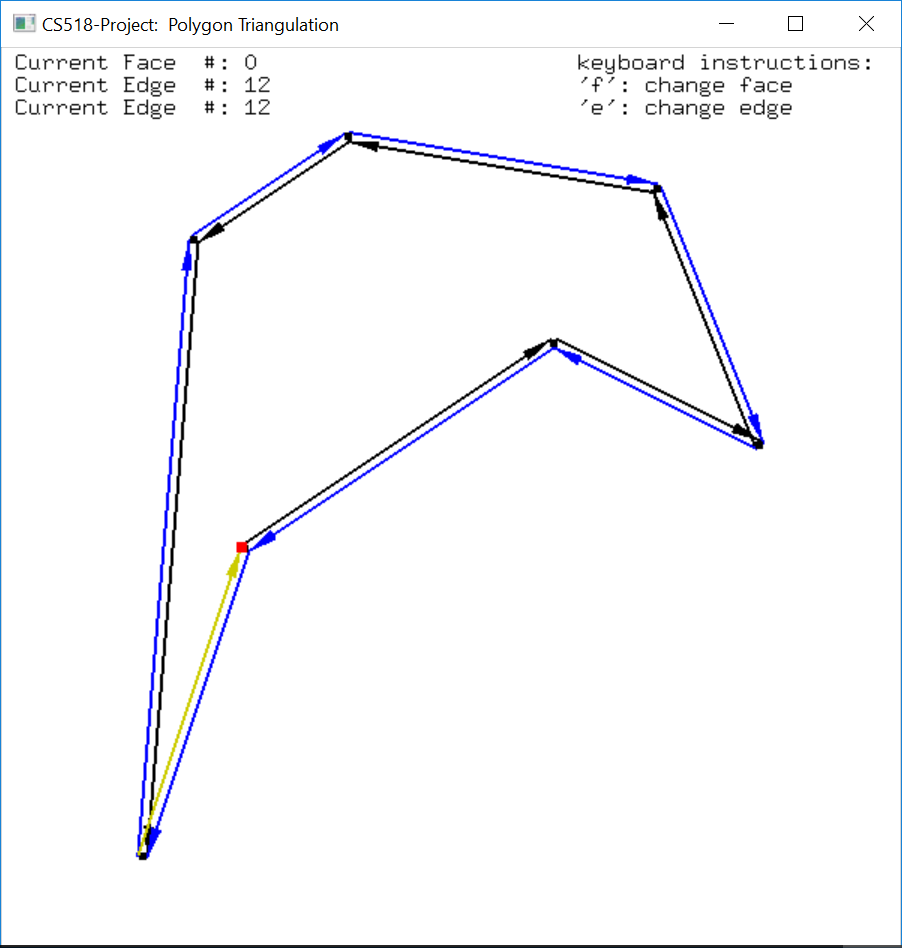 CS518-Project:  Polygon Triangulation
Current Face  #: 0
Current Edge  #: 12
Current Edge  #: 12
keyboard instructions:
'f': change face
'e': change edge